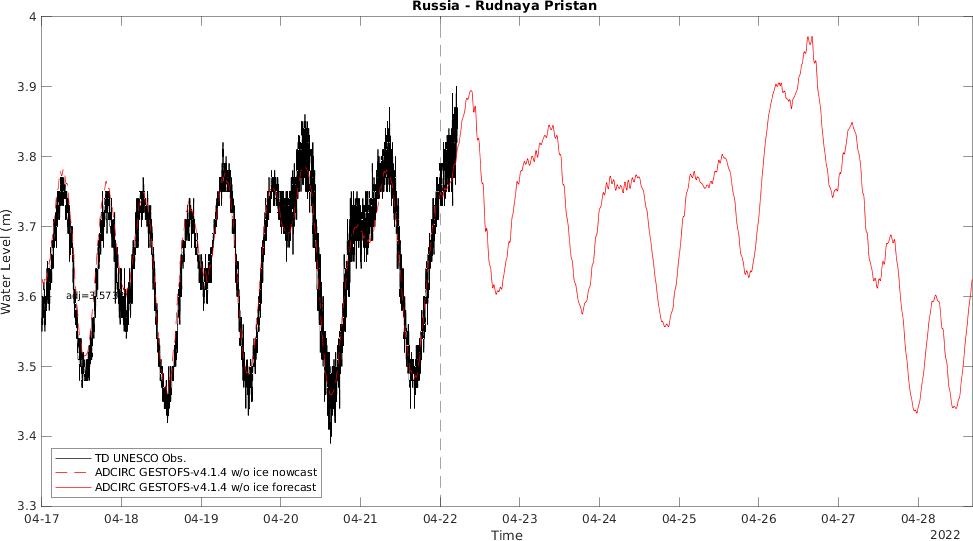 Russia - Rudnaya Pristan
Water Level (m)
4
3.9
3.8
3.7
3.6
3.5
3.4
3.3
adj=3.573
TD UNESCO Obs.
ADCIRC GESTOFS-v4.1.4 w/o ice nowcast
ADCIRC GESTOFS-v4.1.4 w/o ice forecast
04-17 04-18 04-19 04-20 04-21 04-22 04-23 04-24 04-25 04-26 04-27 04-28
Time
2022